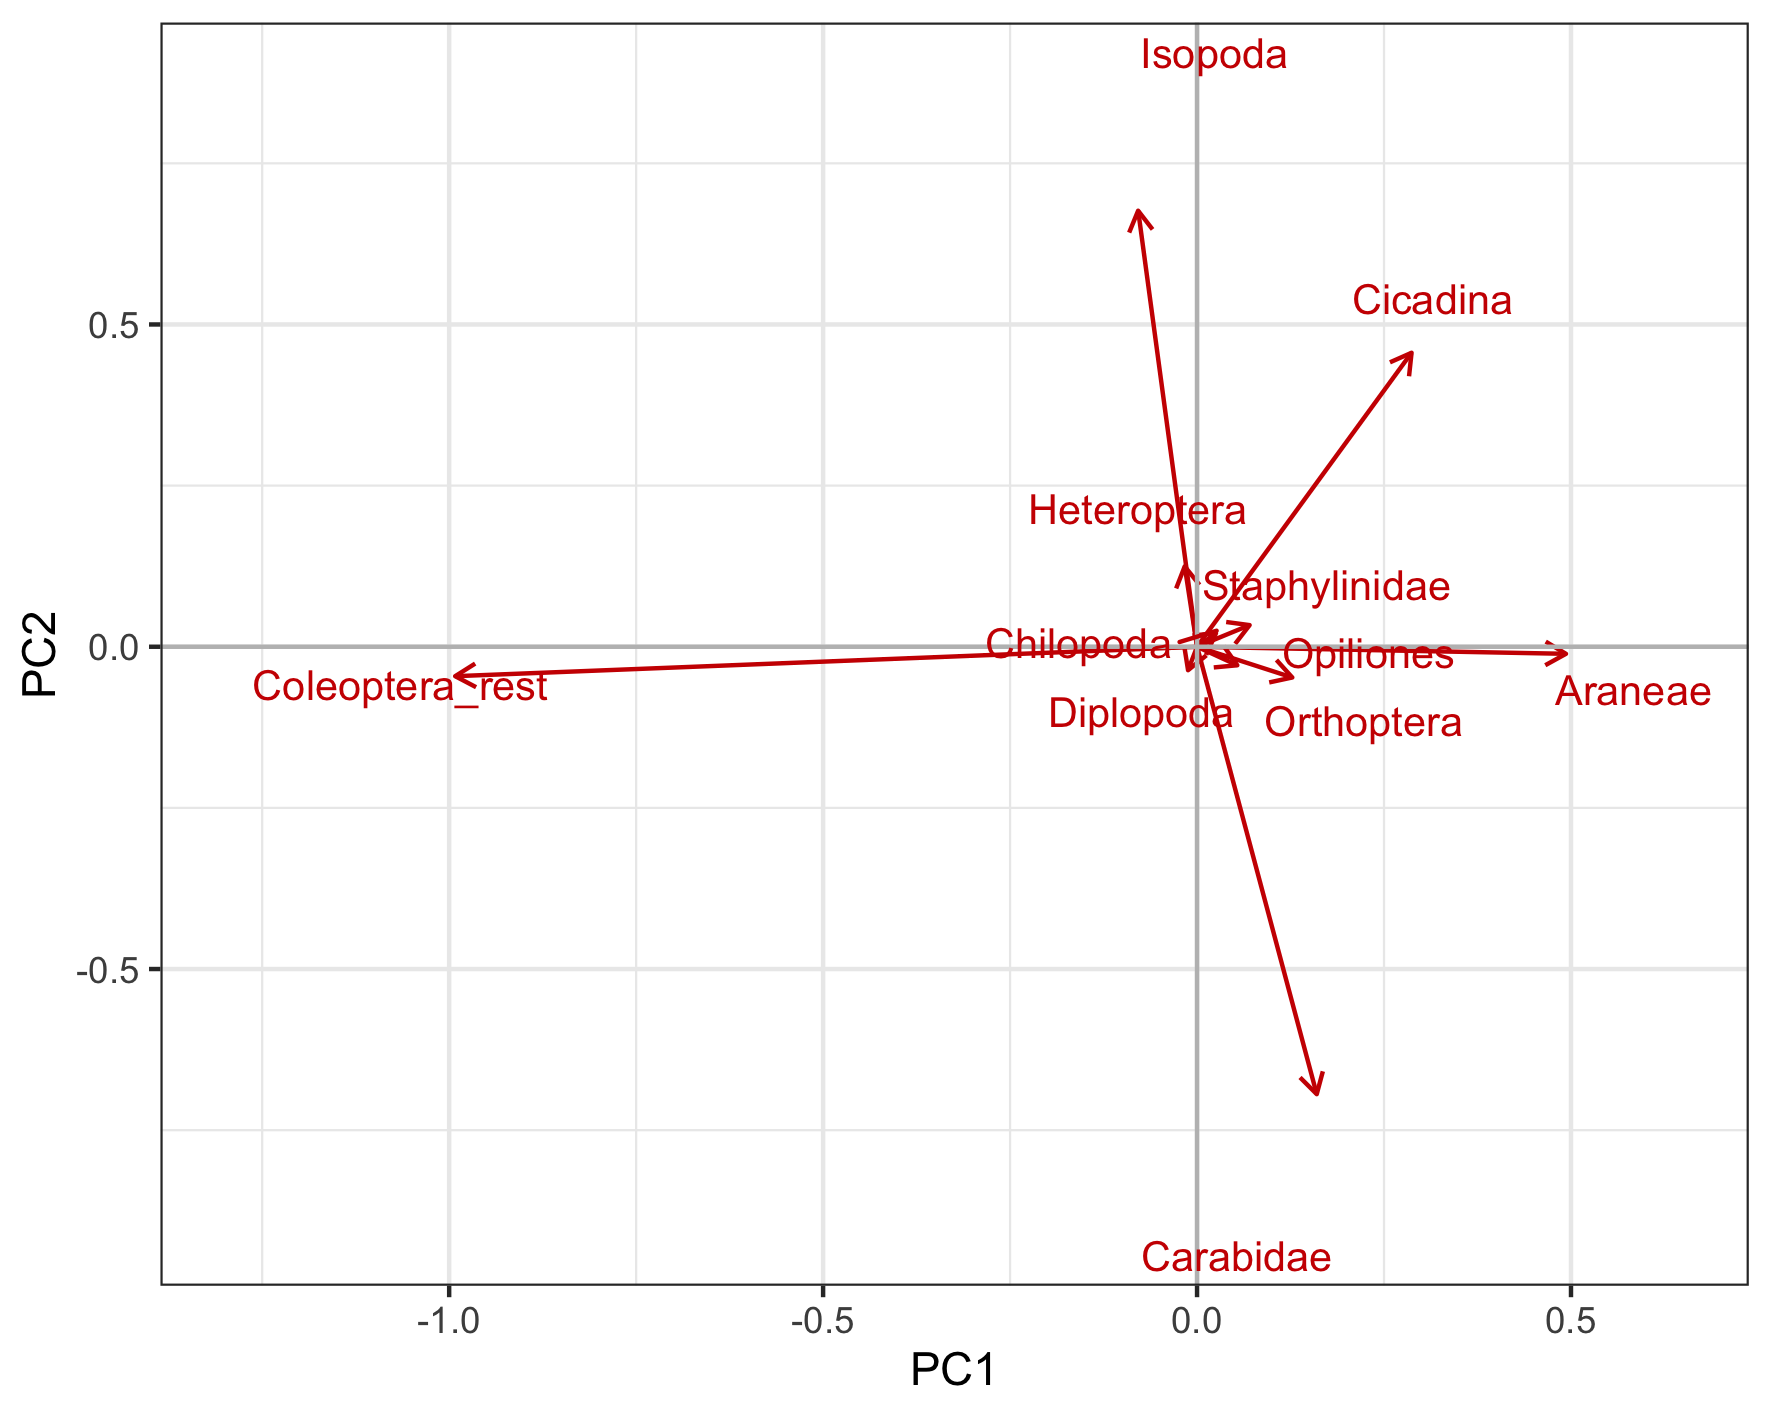 Isopoda
Cicadina
0.5
Heteroptera
Staphylinidae
Chilopoda
0.0
Opiliones
Coleoptera_rest
Araneae
Diplopoda
Orthoptera
PC2
-0.5
Carabidae
-1.0
-0.5
0.0
0.5
PC1